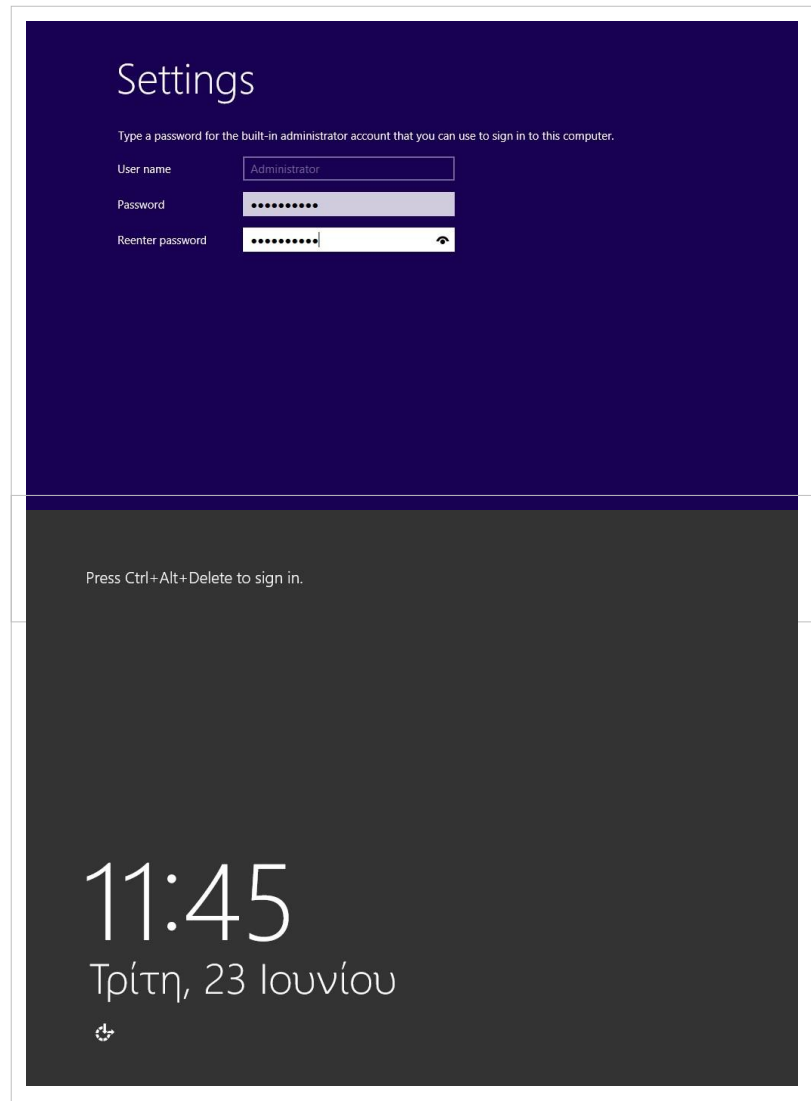 Settings
Type a password for the built-in administrator account that you can use to sign in to this computer.
User name Administrator
Password ••••••••••
Reenter password ••••••••••
Press Ctrl+Alt+Delete to sign in.
11:45
Τρίτη, 23 Ιουνίου